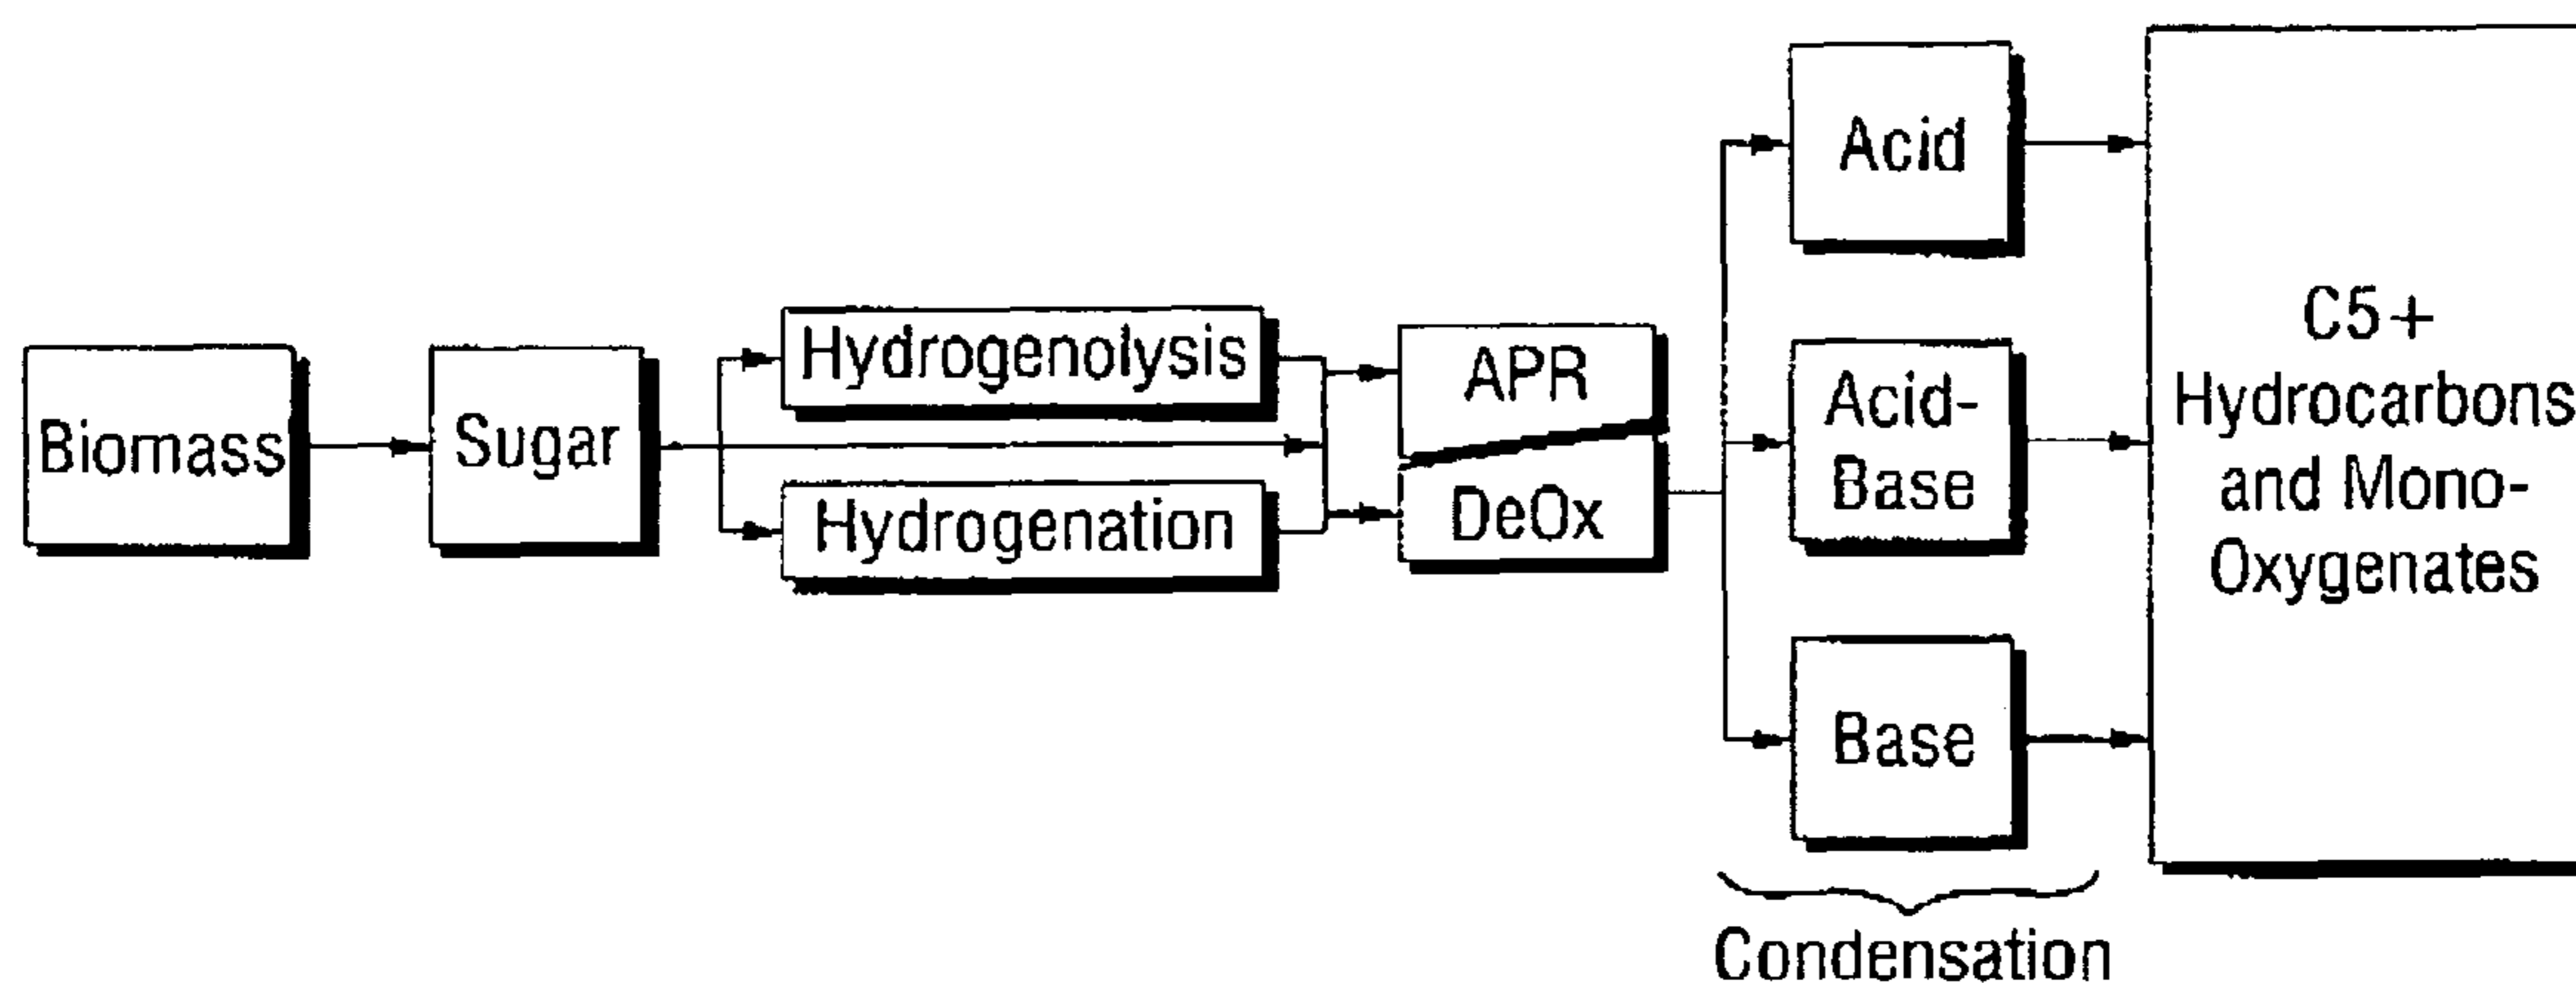 Biomass
Sugar
Hydrogenolysis
Hydrogenation
APR
DeOx
Acid
Acid-
Base
Base
Condensation
C5+
Hydrocarbons
and Mono-
Oxygenates